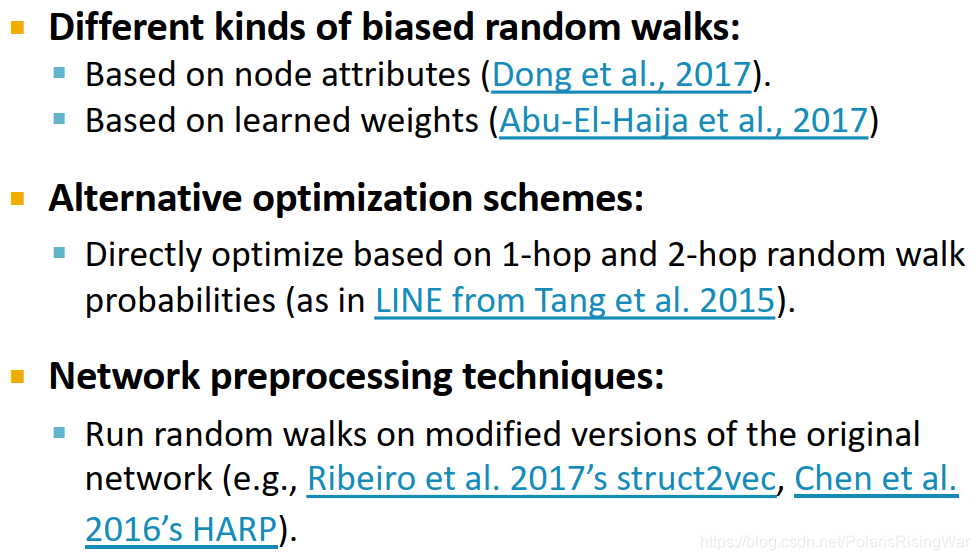 Different kinds of biased random walks:
Based on node attributes (Dong et al., 2017).
Based on learned weights (Abu-El-Haija et al., 2017)
Alternative optimization schemes:
Directly optimize based on 1-hop and 2-hop random walk
probabilities (as in LINE from Tang et al. 2015).
Network preprocessing techniques:
Run random walks on modified versions of the original
network (e.g., Ribeiro et al. 2017’s struct2vec, Chen et al.
2016’s HARP).
https://blog.csdn.net/PolarisRisingWar